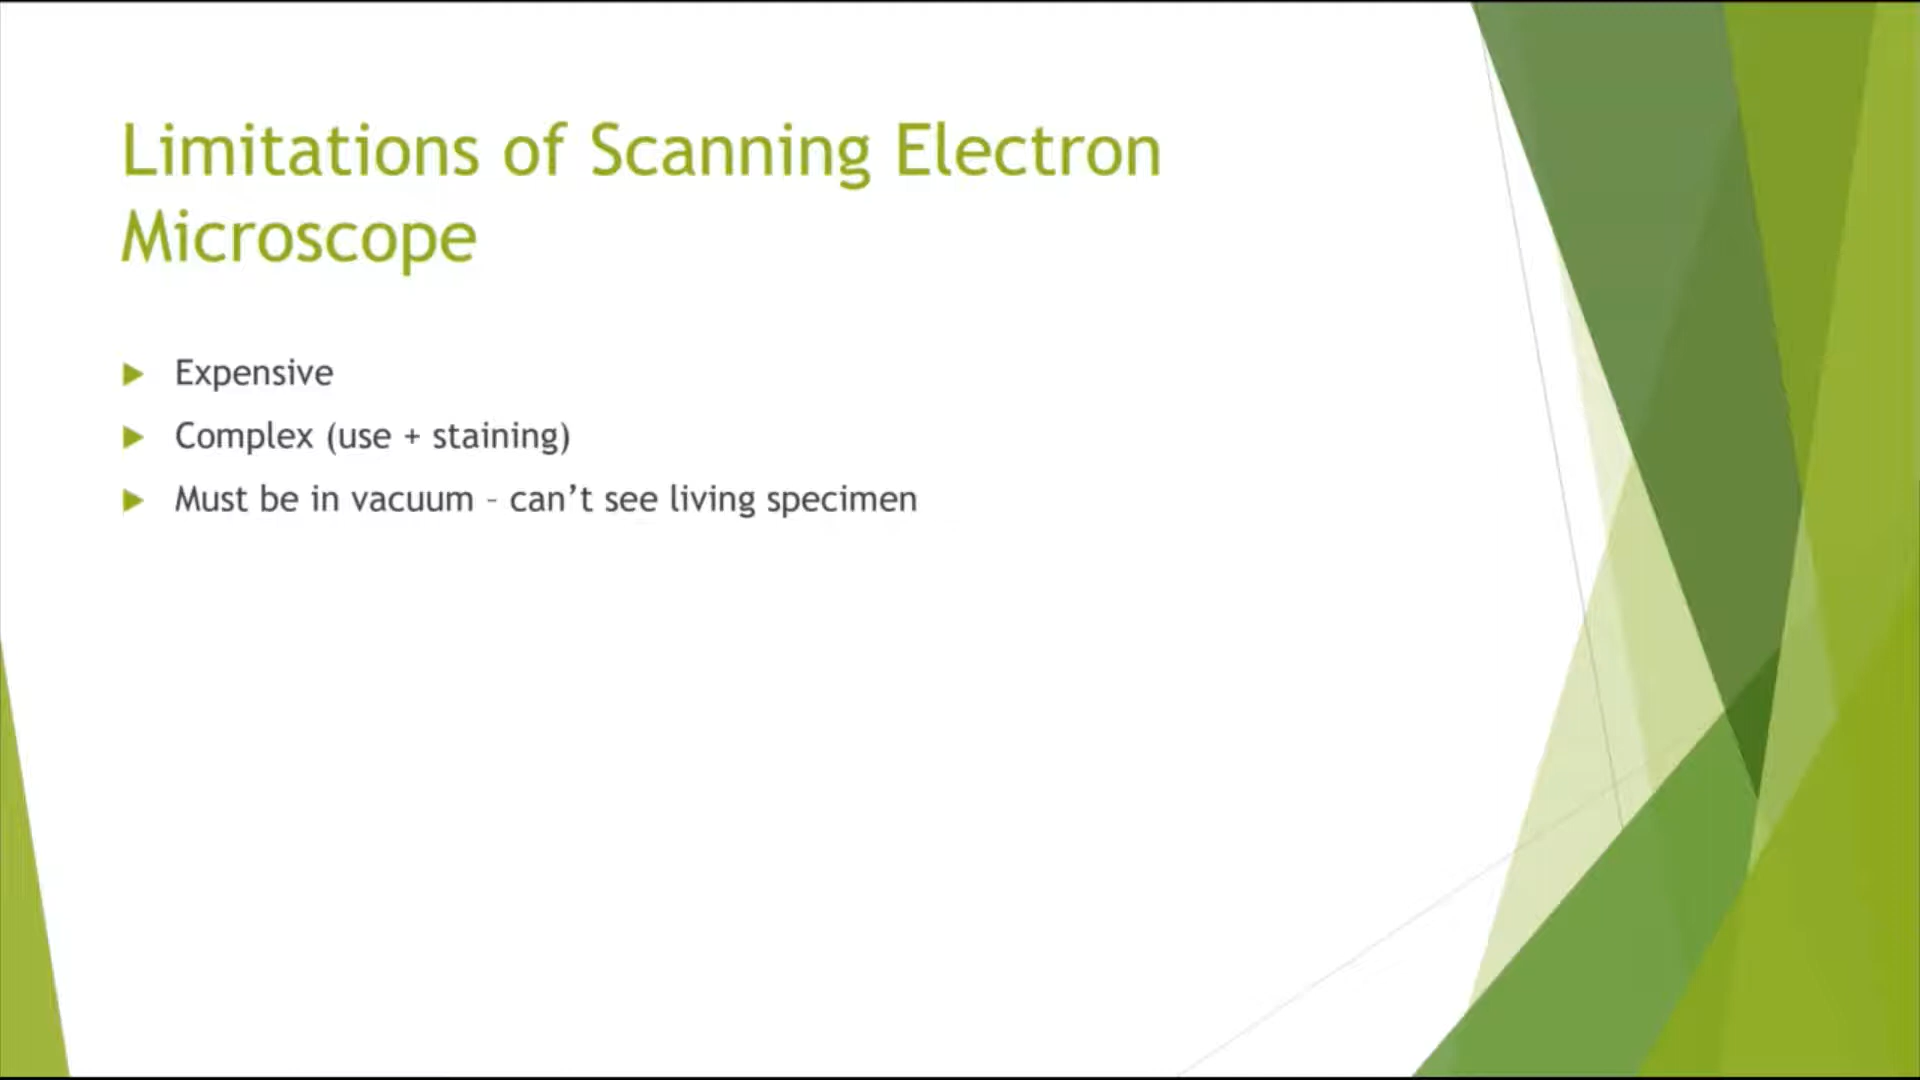 Limitations of Scanning Electron
Microscope
Expensive
Complex (use + staining)
Must be in vacuum – can’t see living specimen